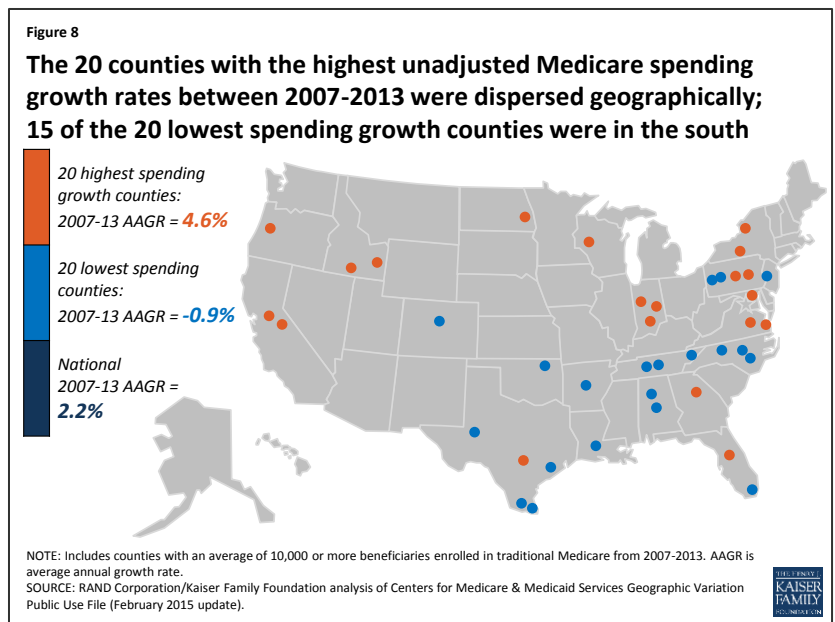 Figure 8
The 20 counties with the highest unadjusted Medicare spending
growth rates between 2007-2013 were dispersed geographically;
15 of the 20 lowest spending growth counties were in the south
20 highest spending
growth counties:
2007-13 AAGR = 4.6%
20 lowest spending
counties:
2007-13 AAGR = -0.9%
National
2007-13 AAGR =
2.2%
NOTE: Includes counties with an average of 10,000 or more beneficiaries enrolled in traditional Medicare from 2007-2013. AAGR is
average annual growth rate.
SOURCE: RAND Corporation/Kaiser Family Foundation analysis of Centers for Medicare & Medicaid Services Geographic Variation
Public Use File (February 2015 update).
THE HENRY J.
KAISER
FAMILY
FOUNDATION